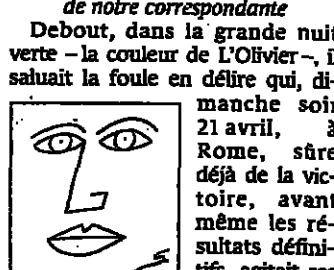 de notre correspondante
Debout, dans la grande nuit
verte – la couleur de L'Olivier –, i
saluait la foule en délire qui, di-
manche soir
21 avril, à
Rome, sûre
déjà de la vic-
toire, avant
même les ré-
sultats défini-